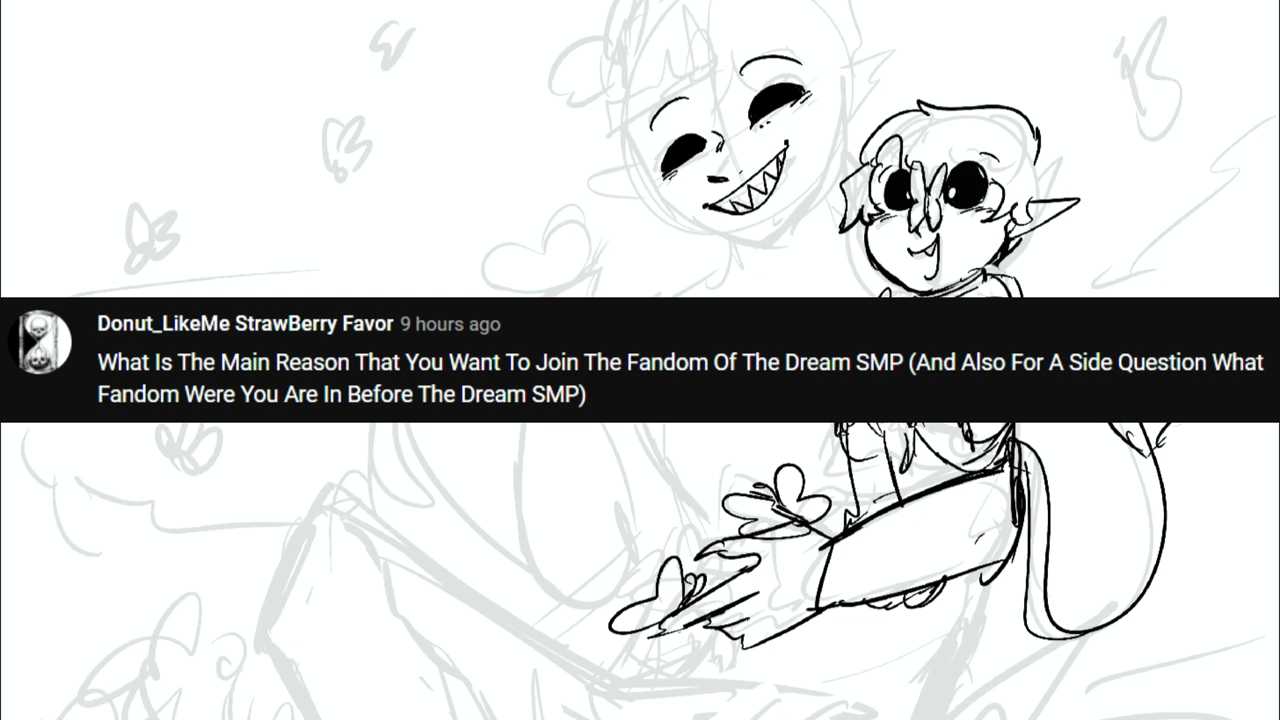 Donut_LikeMe StrawBerry Favor 9 hours ago
What Is The Main Reason That You Want To Join The Fandom Of The Dream SMP (And Also For A Side Question What
Fandom Were You Are In Before The Dream SMP)